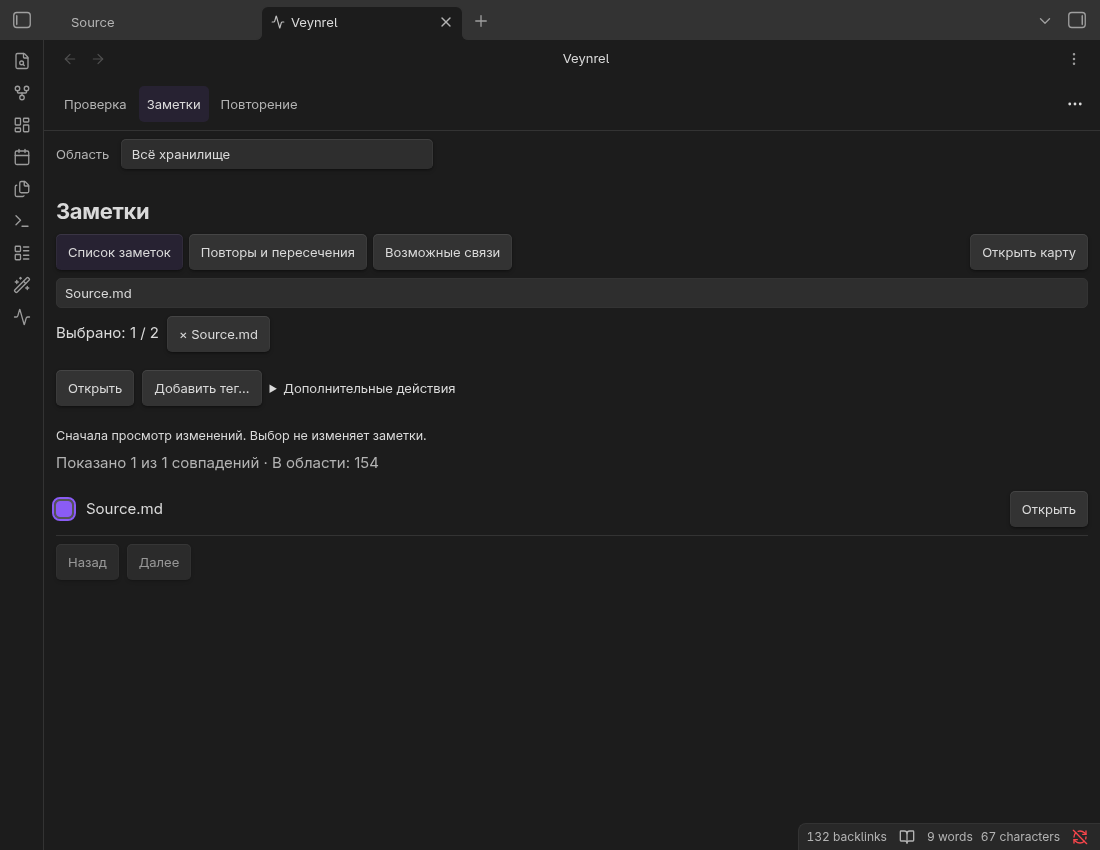 Source
Veynrel
Veynrel
Проверка Заметки Повторение
Область Всё хранилище
Заметки
Список заметок Повторы и пересечения Возможные связи Открыть карту
Source.md
Выбрано: 1 / 2 × Source.md
Открыть Добавить тег... ▶ Дополнительные действия
Сначала просмотр изменений. Выбор не изменяет заметки.
Показано 1 из 1 совпадений · В области: 154
Source.md Открыть
Назад Далее
132 backlinks 9 words 67 characters